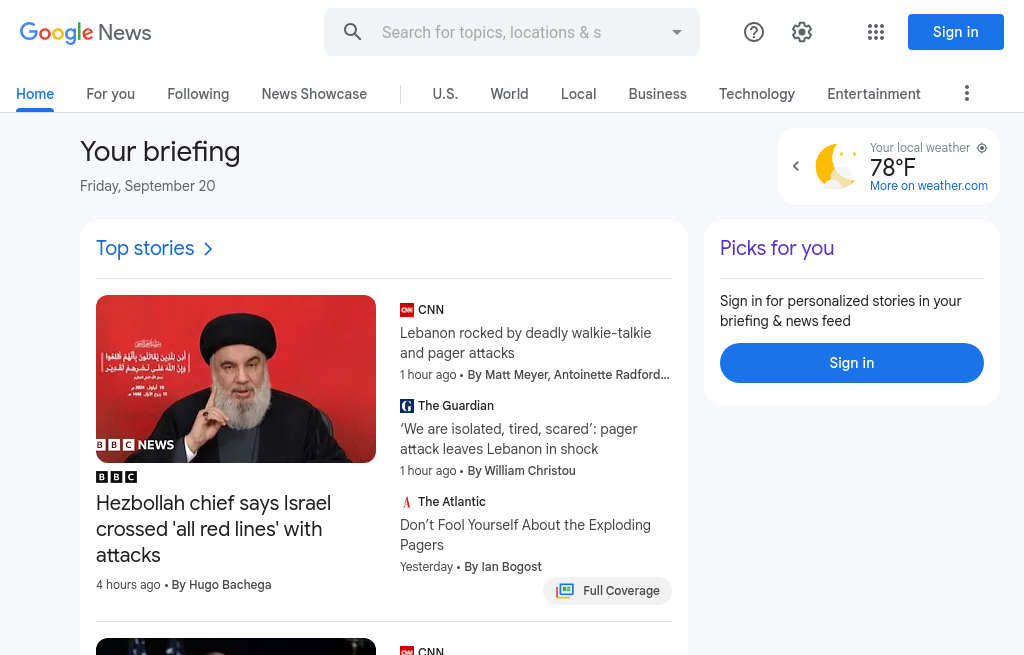 Google News
Search for topics, locations & s
Sign in
Home
For you
Following
News Showcase
U.S.
World
Local
Business
Technology
Entertainment
Your briefing
Friday, September 20
Your local weather
78°F
More on weather.com
Top stories
Picks for you
Sign in for personalized stories in your
briefing & news feed
Sign in
BBC NEWS
BBC
Hezbollah chief says Israel
crossed 'all red lines' with
attacks
4 hours ago • By Hugo Bachega
CNN
Lebanon rocked by deadly walkie-talkie
and pager attacks
1 hour ago • By Matt Meyer, Antoinette Radford...
The Guardian
‘We are isolated, tired, scared’: pager
attack leaves Lebanon in shock
1 hour ago • By William Christou
The Atlantic
Don’t Fool Yourself About the Exploding
Pagers
Yesterday • By Ian Bogost
Full Coverage
CNN